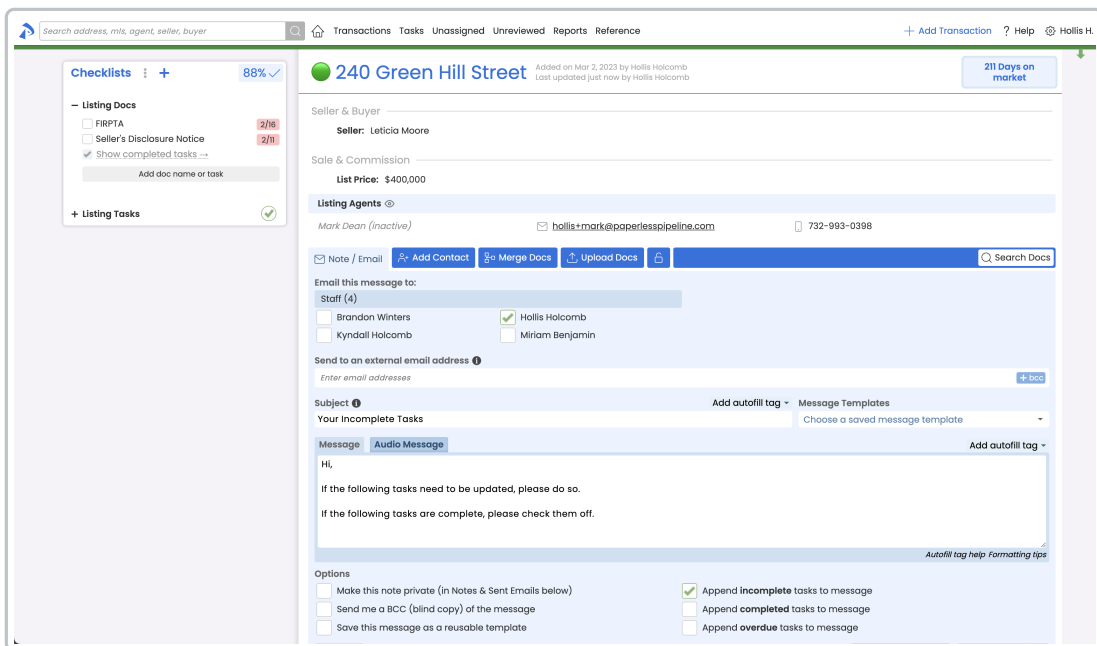 Search address, mls, agent, seller, buyer
Transactions Tasks Unassigned Unreviewed Reports Reference
+ Add Transaction ? Help Hollis H.
Checklists + 88%
– Listing Docs
FIRPTA 2/16
Seller's Disclosure Notice 2/11
Show completed tasks →
Add doc name or task
+ Listing Tasks
240 Green Hill Street
Added on Mar 2, 2023 by Hollis Holcomb
Last updated just now by Hollis Holcomb
211 Days on
market
Seller & Buyer
Seller: Leticia Moore
Sale & Commission
List Price: $400,000
Listing Agents
Mark Dean (inactive) hollis+mark@paperlesspipeline.com 732-993-0398
Note / Email Add Contact Merge Docs Upload Docs Search Docs
Email this message to:
Staff (4)
Brandon Winters Hollis Holcomb
Kyndall Holcomb Miriam Benjamin
Send to an external email address
Enter email addresses + bcc
Subject Add autofill tag Message Templates
Your Incomplete Tasks Choose a saved message template
Message Audio Message Add autofill tag
Hi,
If the following tasks need to be updated, please do so.
If the following tasks are complete, please check them off.
Autofill tag help Formatting tips
Options
Make this note private (in Notes & Sent Emails below) Append incomplete tasks to message
Send me a BCC (blind copy) of the message Append completed tasks to message
Save this message as a reusable template Append overdue tasks to message